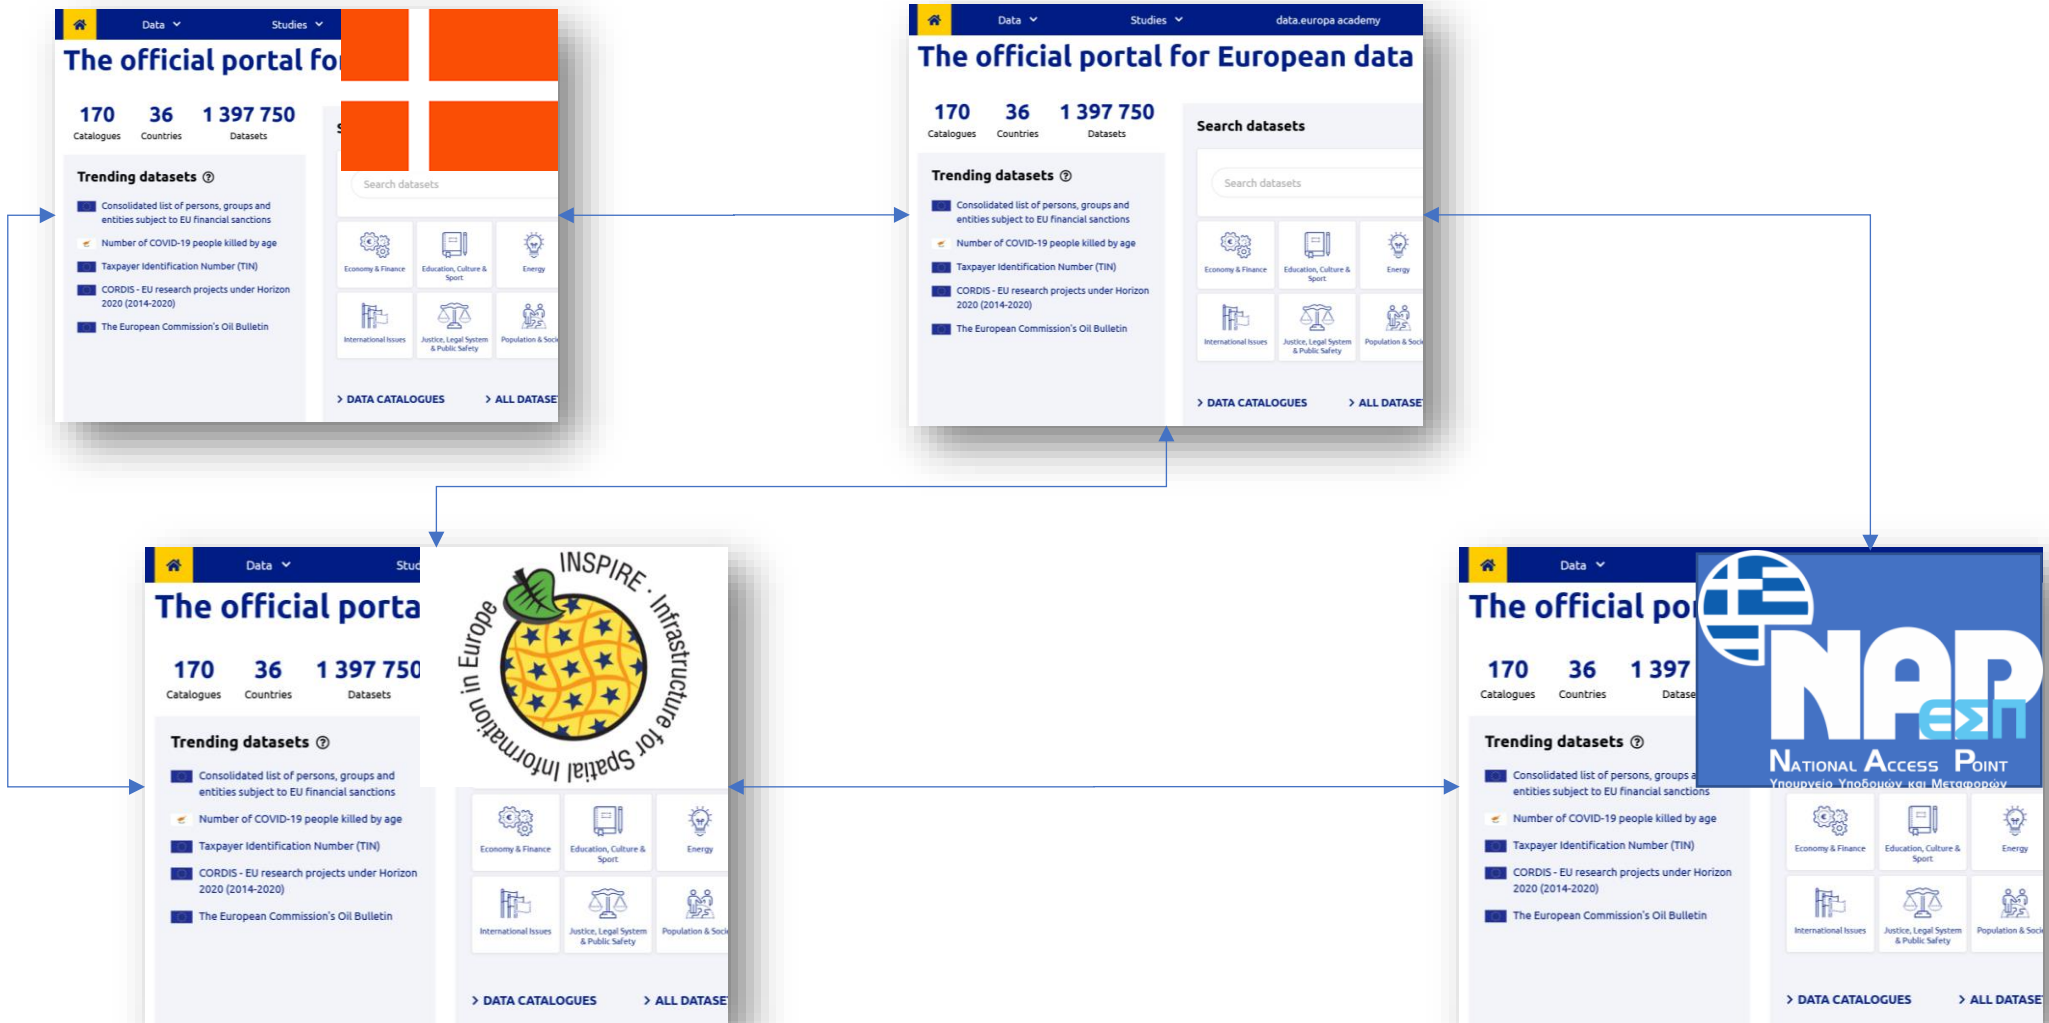 Data
Studies
The official portal fo
170
36
1 397 750
Catalogues
Countries
Datasets
Trending datasets
Consolidated list of persons, groups and
entities subject to EU financial sanctions
Number of COVID-19 people killed by age
Taxpayer Identification Number (TIN)
CORDIS - EU research projects under Horizon
2020 (2014-2020)
The European Commission's Oil Bulletin
Search datasets
Economy & Finance
Education, Culture &
Sport
Energy
International Issues
Justice, Legal System
& Public Safety
Population & Soci
> DATA CATALOGUES
> ALL DATASE
Data
Studies
data.europa academy
The official portal for European data
170
36
1 397 750
Catalogues
Countries
Datasets
Trending datasets
Consolidated list of persons, groups and
entities subject to EU financial sanctions
Number of COVID-19 people killed by age
Taxpayer Identification Number (TIN)
CORDIS - EU research projects under Horizon
2020 (2014-2020)
The European Commission's Oil Bulletin
Search datasets
Search datasets
Economy & Finance
Education, Culture &
Sport
Energy
International Issues
Justice, Legal System
& Public Safety
Population & Soci
> DATA CATALOGUES
> ALL DATASE
Data
Stud
The official porta
170
36
1 397 750
Catalogues
Countries
Datasets
Trending datasets
Consolidated list of persons, groups and
entities subject to EU financial sanctions
Number of COVID-19 people killed by age
Taxpayer Identification Number (TIN)
CORDIS - EU research projects under Horizon
2020 (2014-2020)
The European Commission's Oil Bulletin
INSPIRE · Infrastructure for Spatial Information in Europe
Economy & Finance
Education, Culture &
Sport
Energy
International Issues
Justice, Legal System
& Public Safety
Population & Soci
> DATA CATALOGUES
> ALL DATASE
Data
The official po
170
36
1 397
Catalogues
Countries
Datase
Trending datasets
Consolidated list of persons, groups a
entities subject to EU financial sanctions
Number of COVID-19 people killed by age
Taxpayer Identification Number (TIN)
CORDIS - EU research projects under Horizon
2020 (2014-2020)
The European Commission's Oil Bulletin
NAP
ΕΣΠ
NATIONAL ACCESS POINT
Υπουργείο Υποδομών και Μεταφορών
Economy & Finance
Education, Culture &
Sport
Energy
International Issues
Justice, Legal System
& Public Safety
Population & Soci
> DATA CATALOGUES
> ALL DATASE